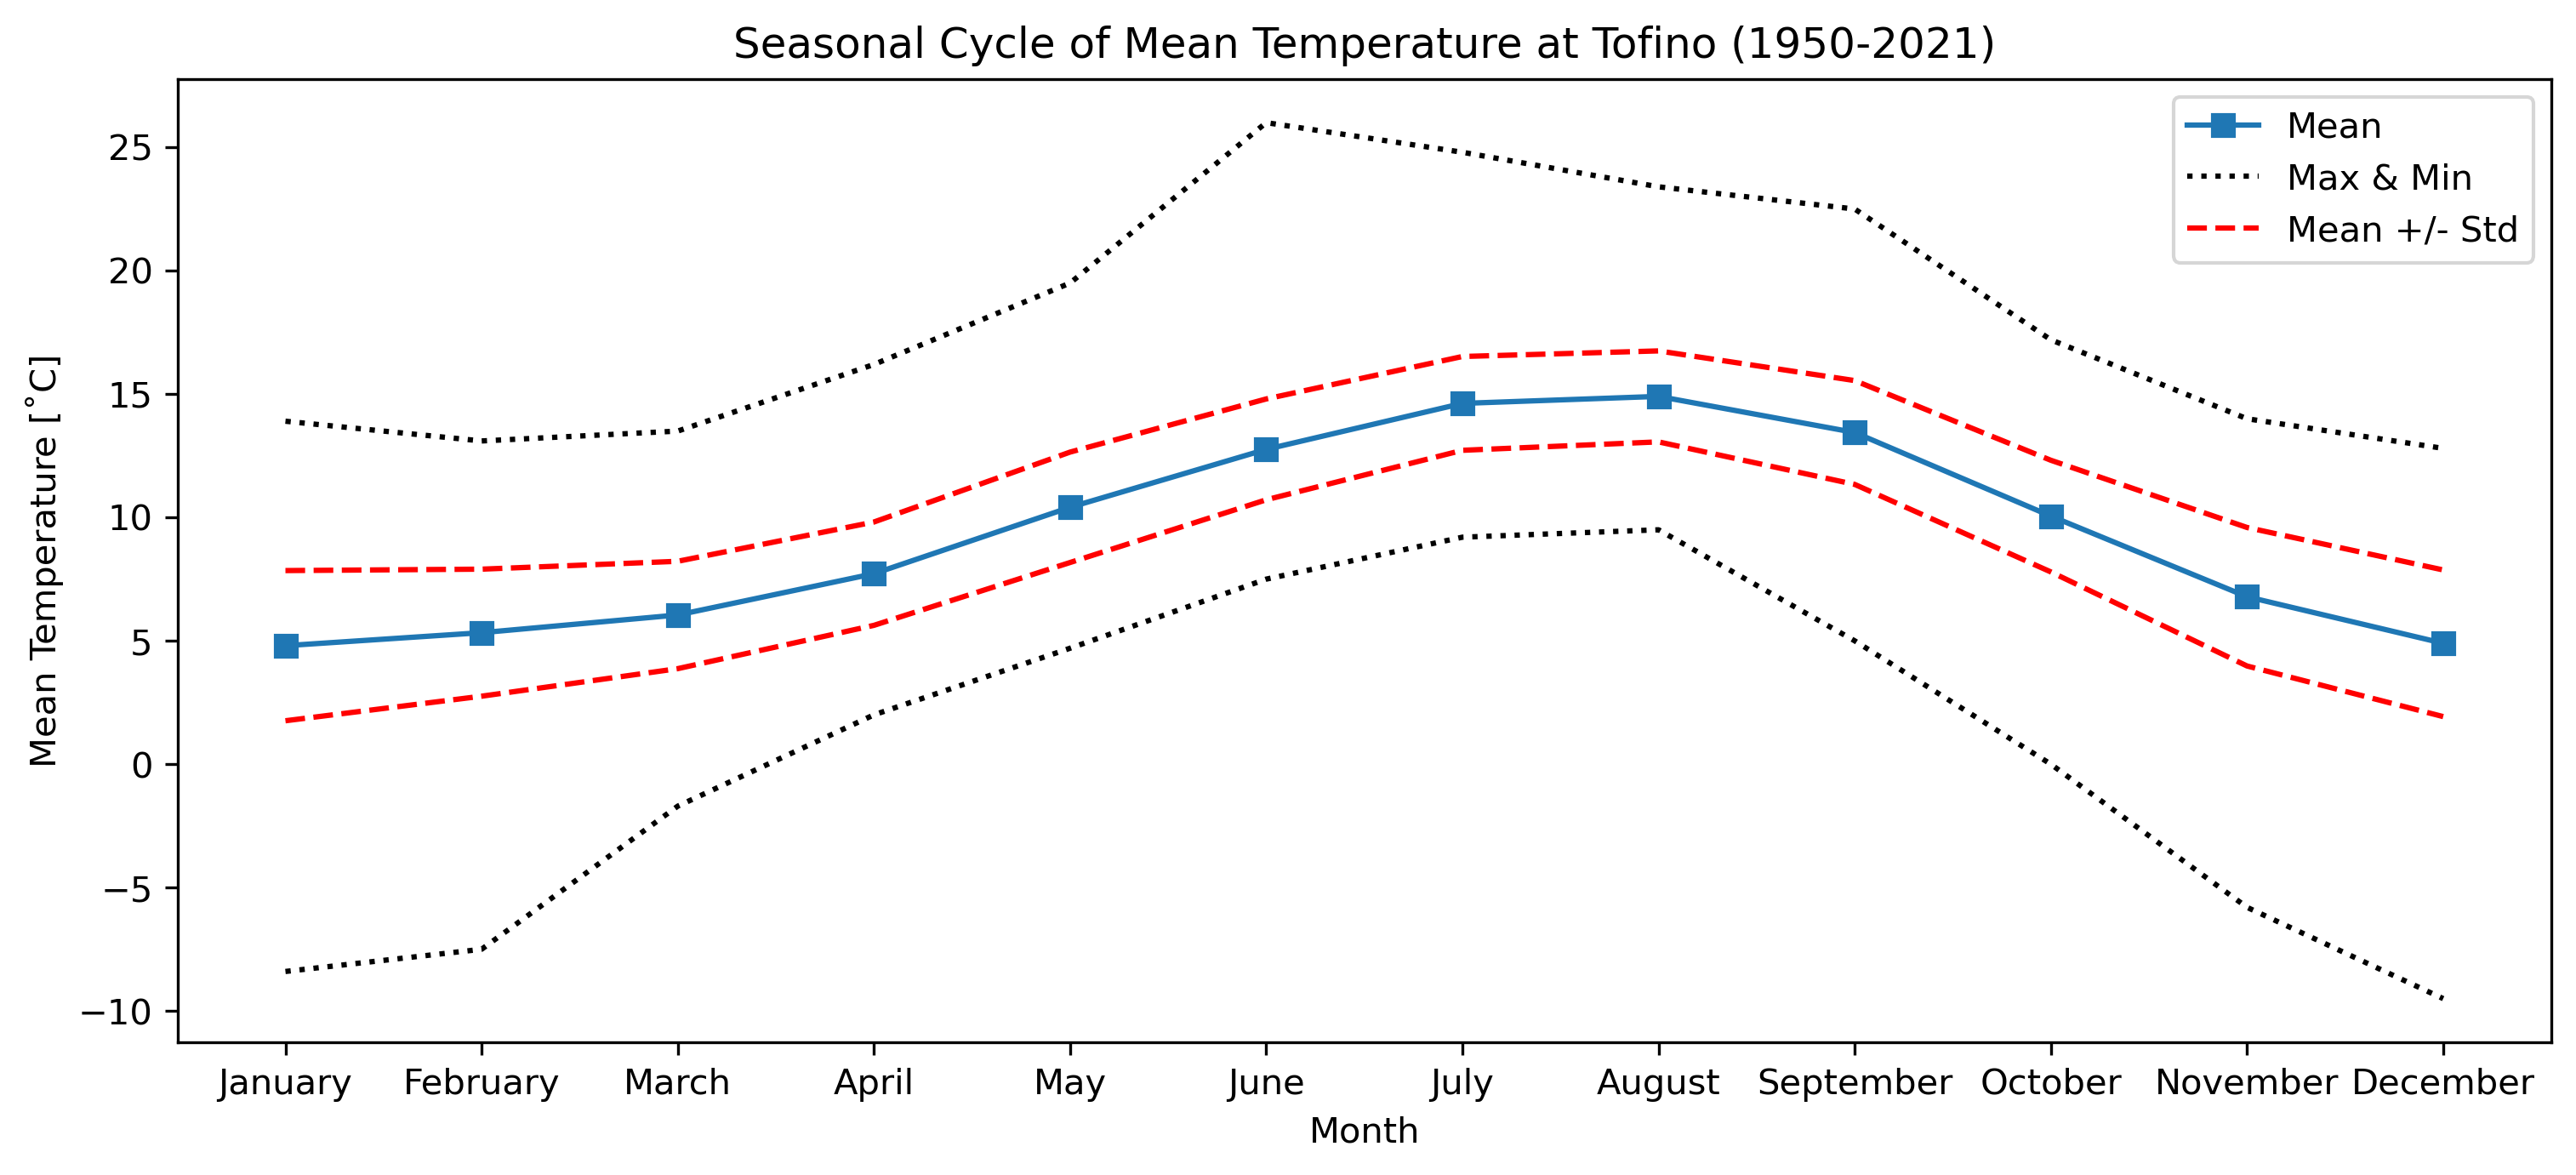 Seasonal Cycle of Mean Temperature at Tofino (1950-2021)
Mean
Max & Min
Mean +/- Std
Mean Temperature [˚C]
25
20
15
10
5
0
−5
−10
January February March April May June July August September October November December
Month